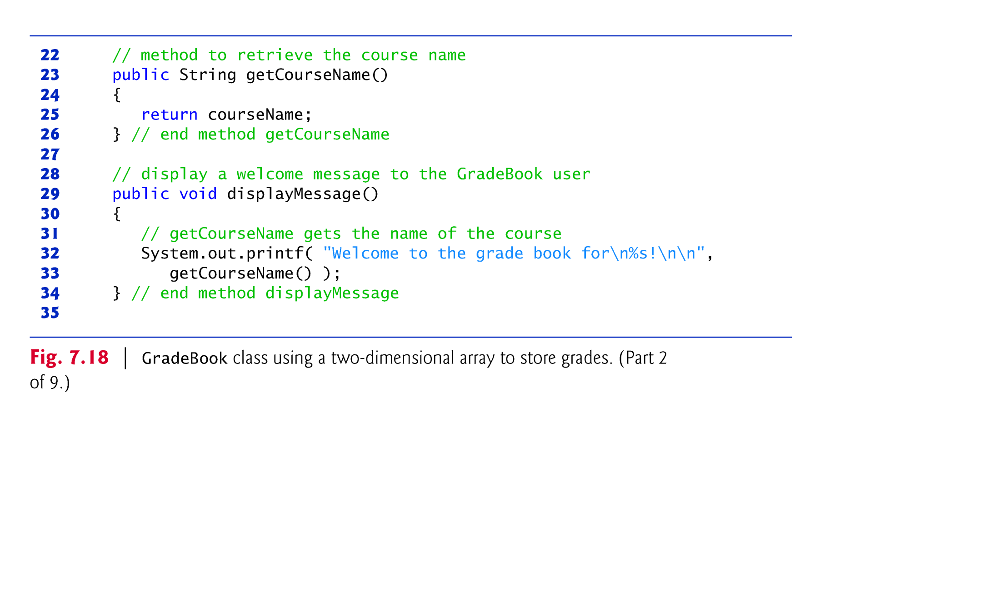 22 // method to retrieve the course name
23 public String getCourseName()
24 {
25 return courseName;
26 } // end method getCourseName
27
28 // display a welcome message to the GradeBook user
29 public void displayMessage()
30 {
31 // getCourseName gets the name of the course
32 System.out.printf( "Welcome to the grade book for\n%s!\n\n",
33 getCourseName() );
34 } // end method displayMessage
35
Fig. 7.18 | GradeBook class using a two-dimensional array to store grades. (Part 2
of 9.)